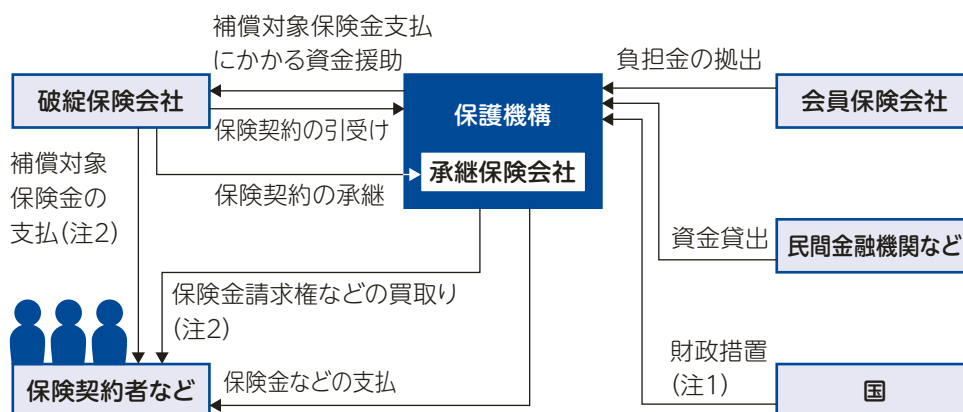 補償対象保険金支払
にかかる資金援助
負担金の拠出
破綻保険会社
保護機構
会員保険会社
保険契約の引受け
補償対象
保険金の
支払(注2)
承継保険会社
保険契約の承継
資金貸出
民間金融機関など
保険金請求権などの買取り
(注2)
財政措置
(注1)
保険契約者など
保険金などの支払
国